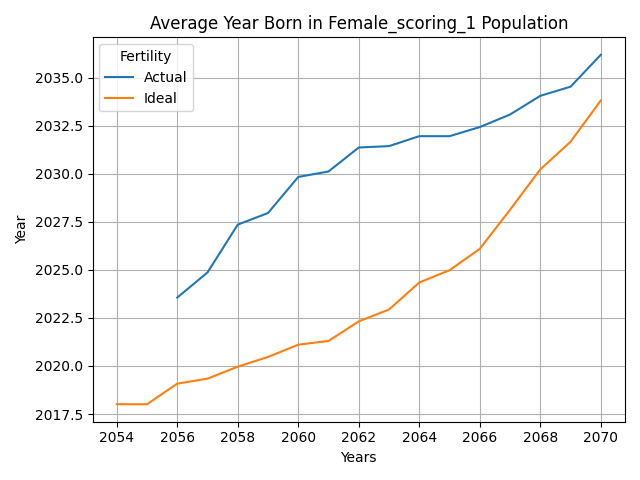 Average Year Born in Female_scoring_1 Population
Fertility
Actual
Ideal
2035.0
2032.5
2030.0
2027.5
2025.0
2022.5
2020.0
2017.5
Year
2054 2056 2058 2060 2062 2064 2066 2068 2070
Years